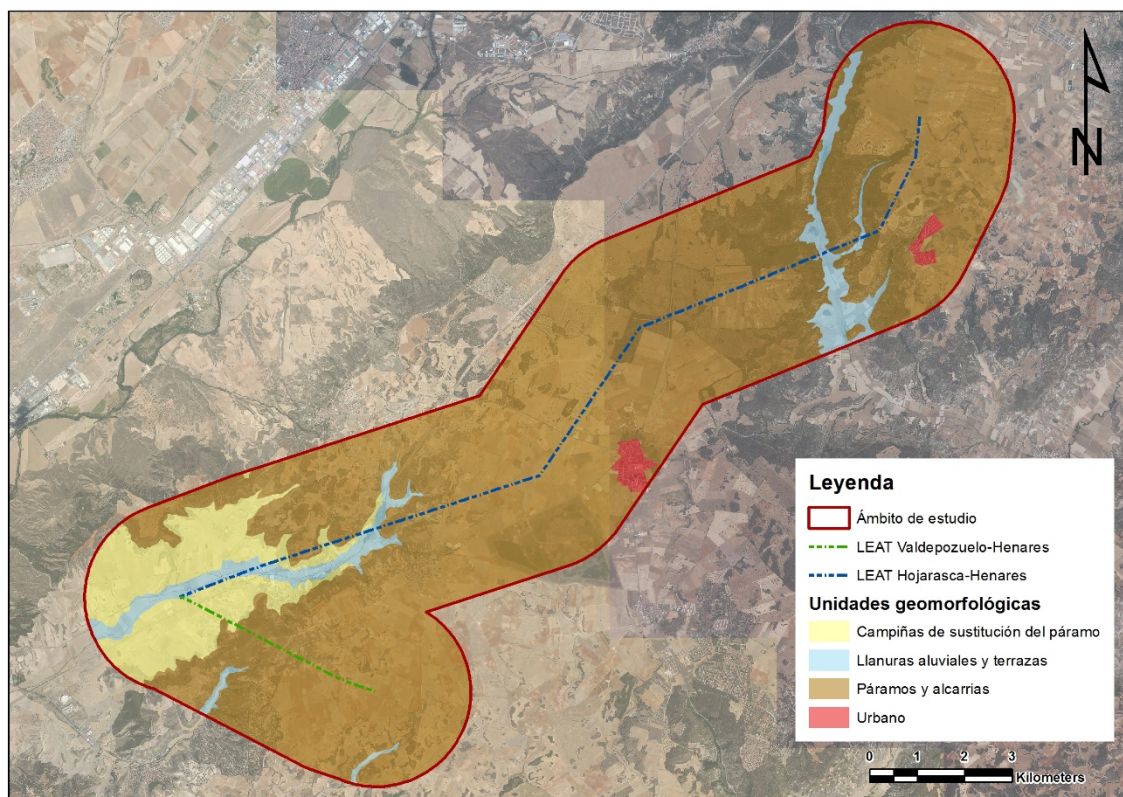 N
Leyenda
Ámbito de estudio
LEAT Valdepozuelo-Henares
LEAT Hojarasca-Henares
Unidades geomorfológicas
Campiñas de sustitución del páramo
Llanuras aluviales y terrazas
Páramos y alcarrias
Urbano
0 1 2 3
Kilometers